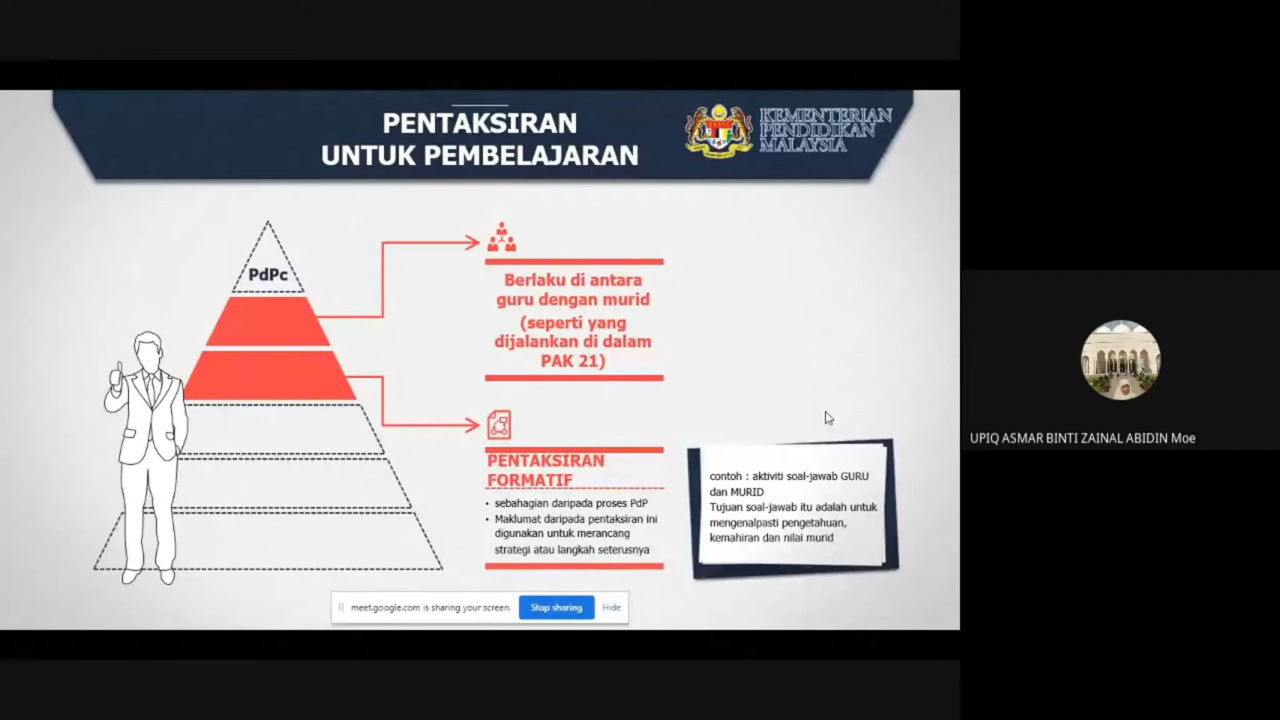 PENTAKSIRAN
UNTUK PEMBELAJARAN
KEMENTERIAN
PENDIDIKAN
MALAYSIA
PdPc
Berlaku di antara
guru dengan murid
(seperti yang
dijalankan di dalam
PAK 21)
PENTAKSIRAN
FORMATIF
• sebahagian daripada proses PdP
• Maklumat daripada pentaksiran ini
digunakan untuk merancang
strategi atau langkah seterusnya
contoh : aktiviti soal-jawab GURU
dan MURID
Tujuan soal-jawab itu adalah untuk
mengenalpasti pengetahuan,
kemahiran dan nilai murid
meet.google.com is sharing your screen.
Stop sharing
Hide
UPIQ ASMAR BINTI ZAINAL ABIDIN Moe